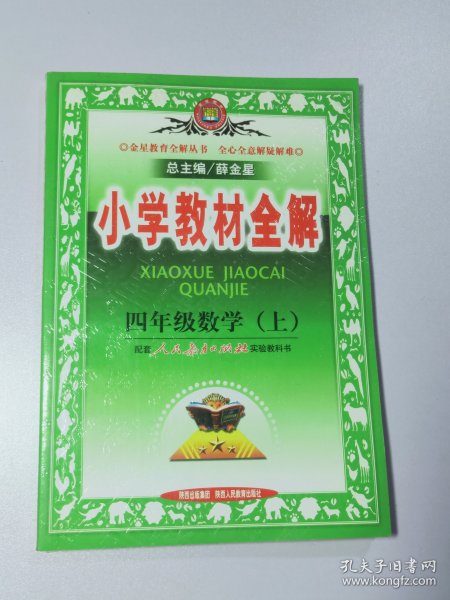 ◎金星教育全解丛书 全心全意解疑解难◎
总主编/薛金星
小学教材全解
XIAOXUE JIAOCAI
QUANJIE
四年级数学(上)
配套人民教育出版社实验教科书
陕西出版集团 陕西人民教育出版社
孔夫子旧书网
www.kongfz.com